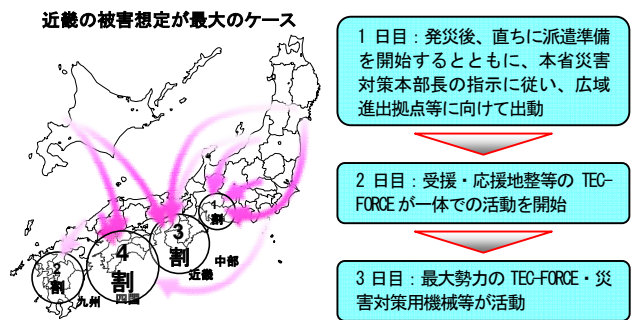 近畿の被害想定が最大のケース
1
割
3
割
4
割
2
割
中部
近畿
四国
九州
1 日目：発災後、直ちに派遣準備
を開始するとともに、本省災害
対策本部長の指示に従い、広域
進出拠点等に向けて出動
2 日目：受援・応援地整等の TEC-
FORCE が一体での活動を開始
3 日目：最大勢力の TEC-FORCE・災
害対策用機械等が活動